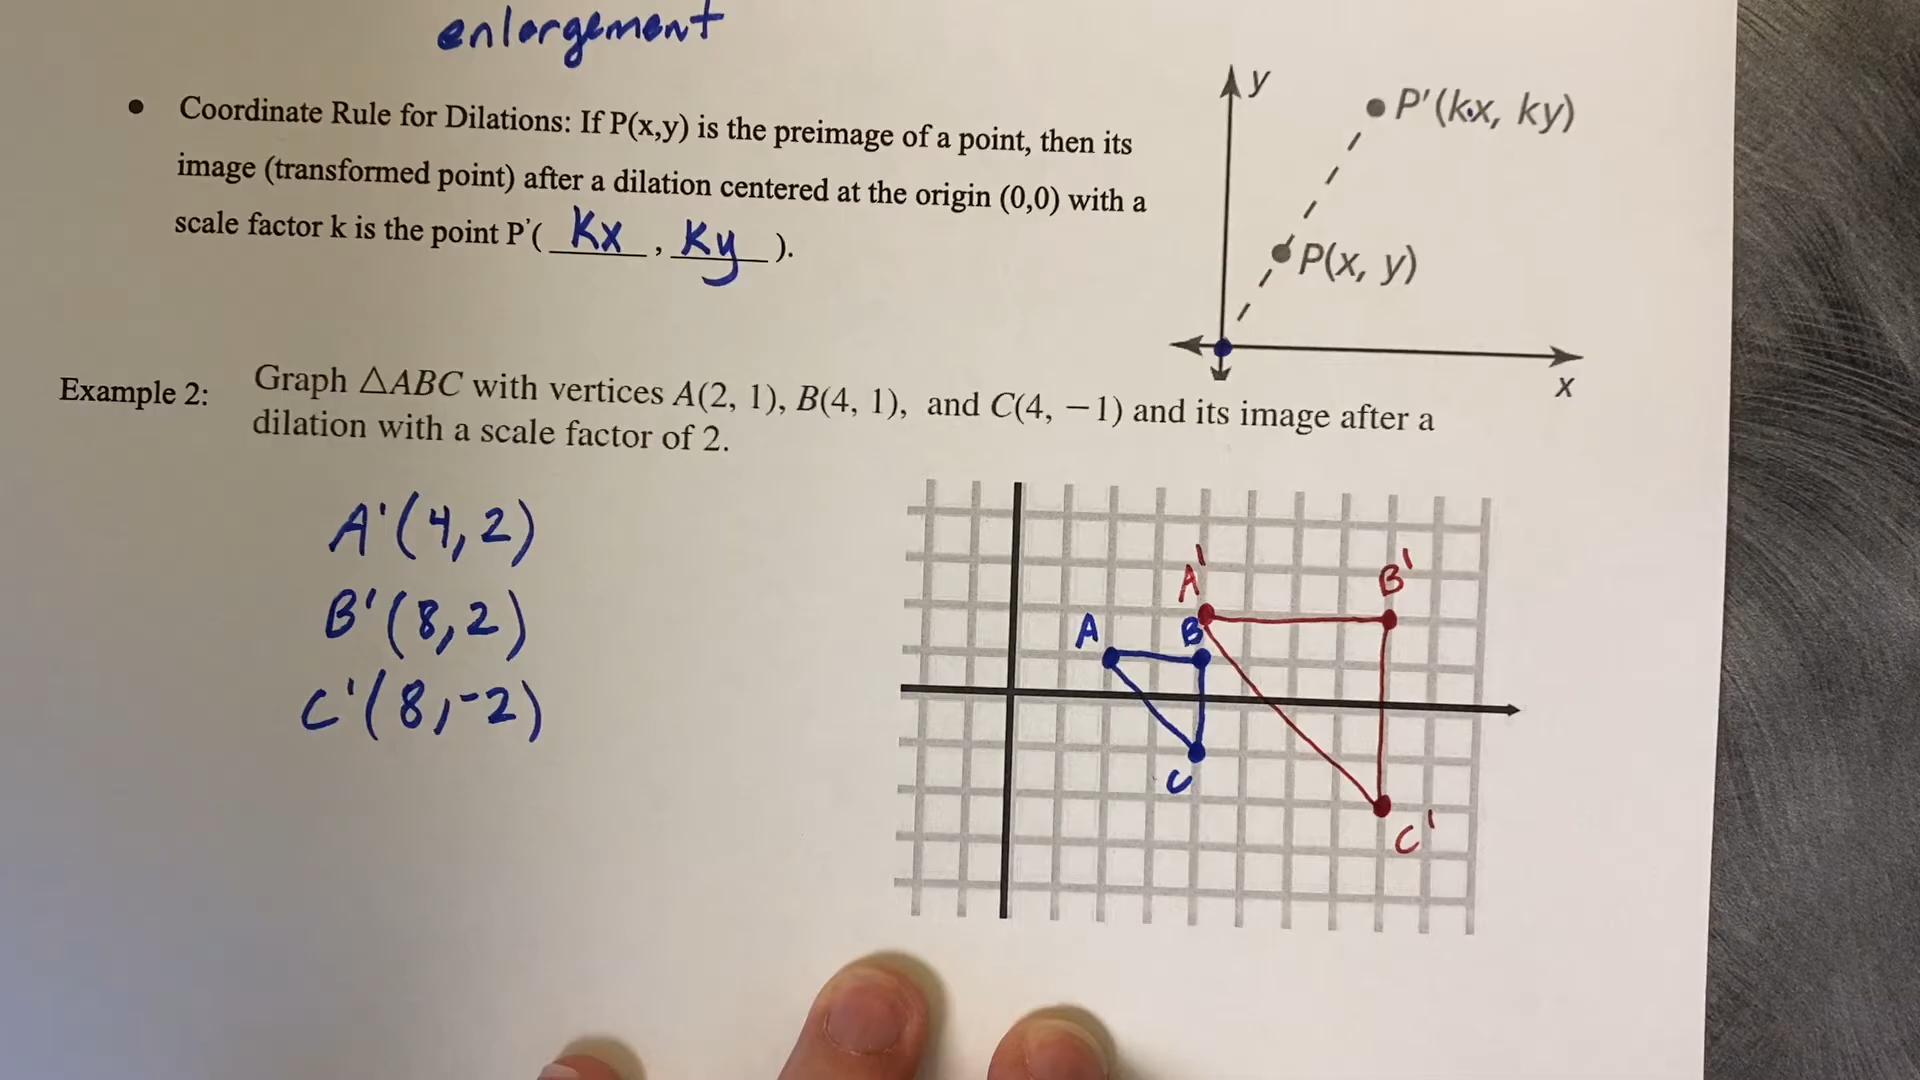 enlargement
• Coordinate Rule for Dilations: If P(x,y) is the preimage of a point, then its
image (transformed point) after a dilation centered at the origin (0,0) with a
scale factor k is the point P'( kx , ky ).
y
P'(kx, ky)
P(x, y)
x
Example 2: Graph △ABC with vertices A(2, 1), B(4, 1), and C(4, −1) and its image after a
dilation with a scale factor of 2.
A'(4,2)
B'(8,2)
C'(8,-2)
A'
B'
A
B
C
C'